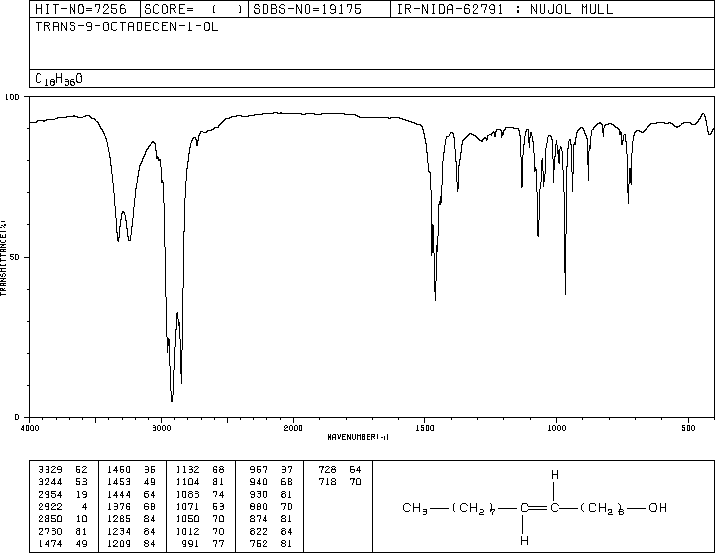 HIT-NO=7256 SCORE= ( ) SDBS-NO=19175 IR-NIDA-62791 : NUJOL MULL
TRANS-9-OCTADECEN-1-OL
C18H36O
100
50
0
TRANSMITTANCE(%)
4000 3000 2000 1500 1000 500
WAVENUMBER(-1)
3329 52 1460 36 1132 68 967 37 728 64
3244 53 1453 49 1104 81 940 68 718 70
2954 19 1444 64 1083 74 930 81
2922 4 1376 68 1071 53 880 70
2850 10 1285 84 1050 70 874 81
2730 81 1234 84 1012 70 822 84
1474 49 1209 84 991 77 752 81
H
CH3—(CH2)7—C=C—(CH2)8—OH
H